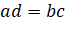 ad = bc